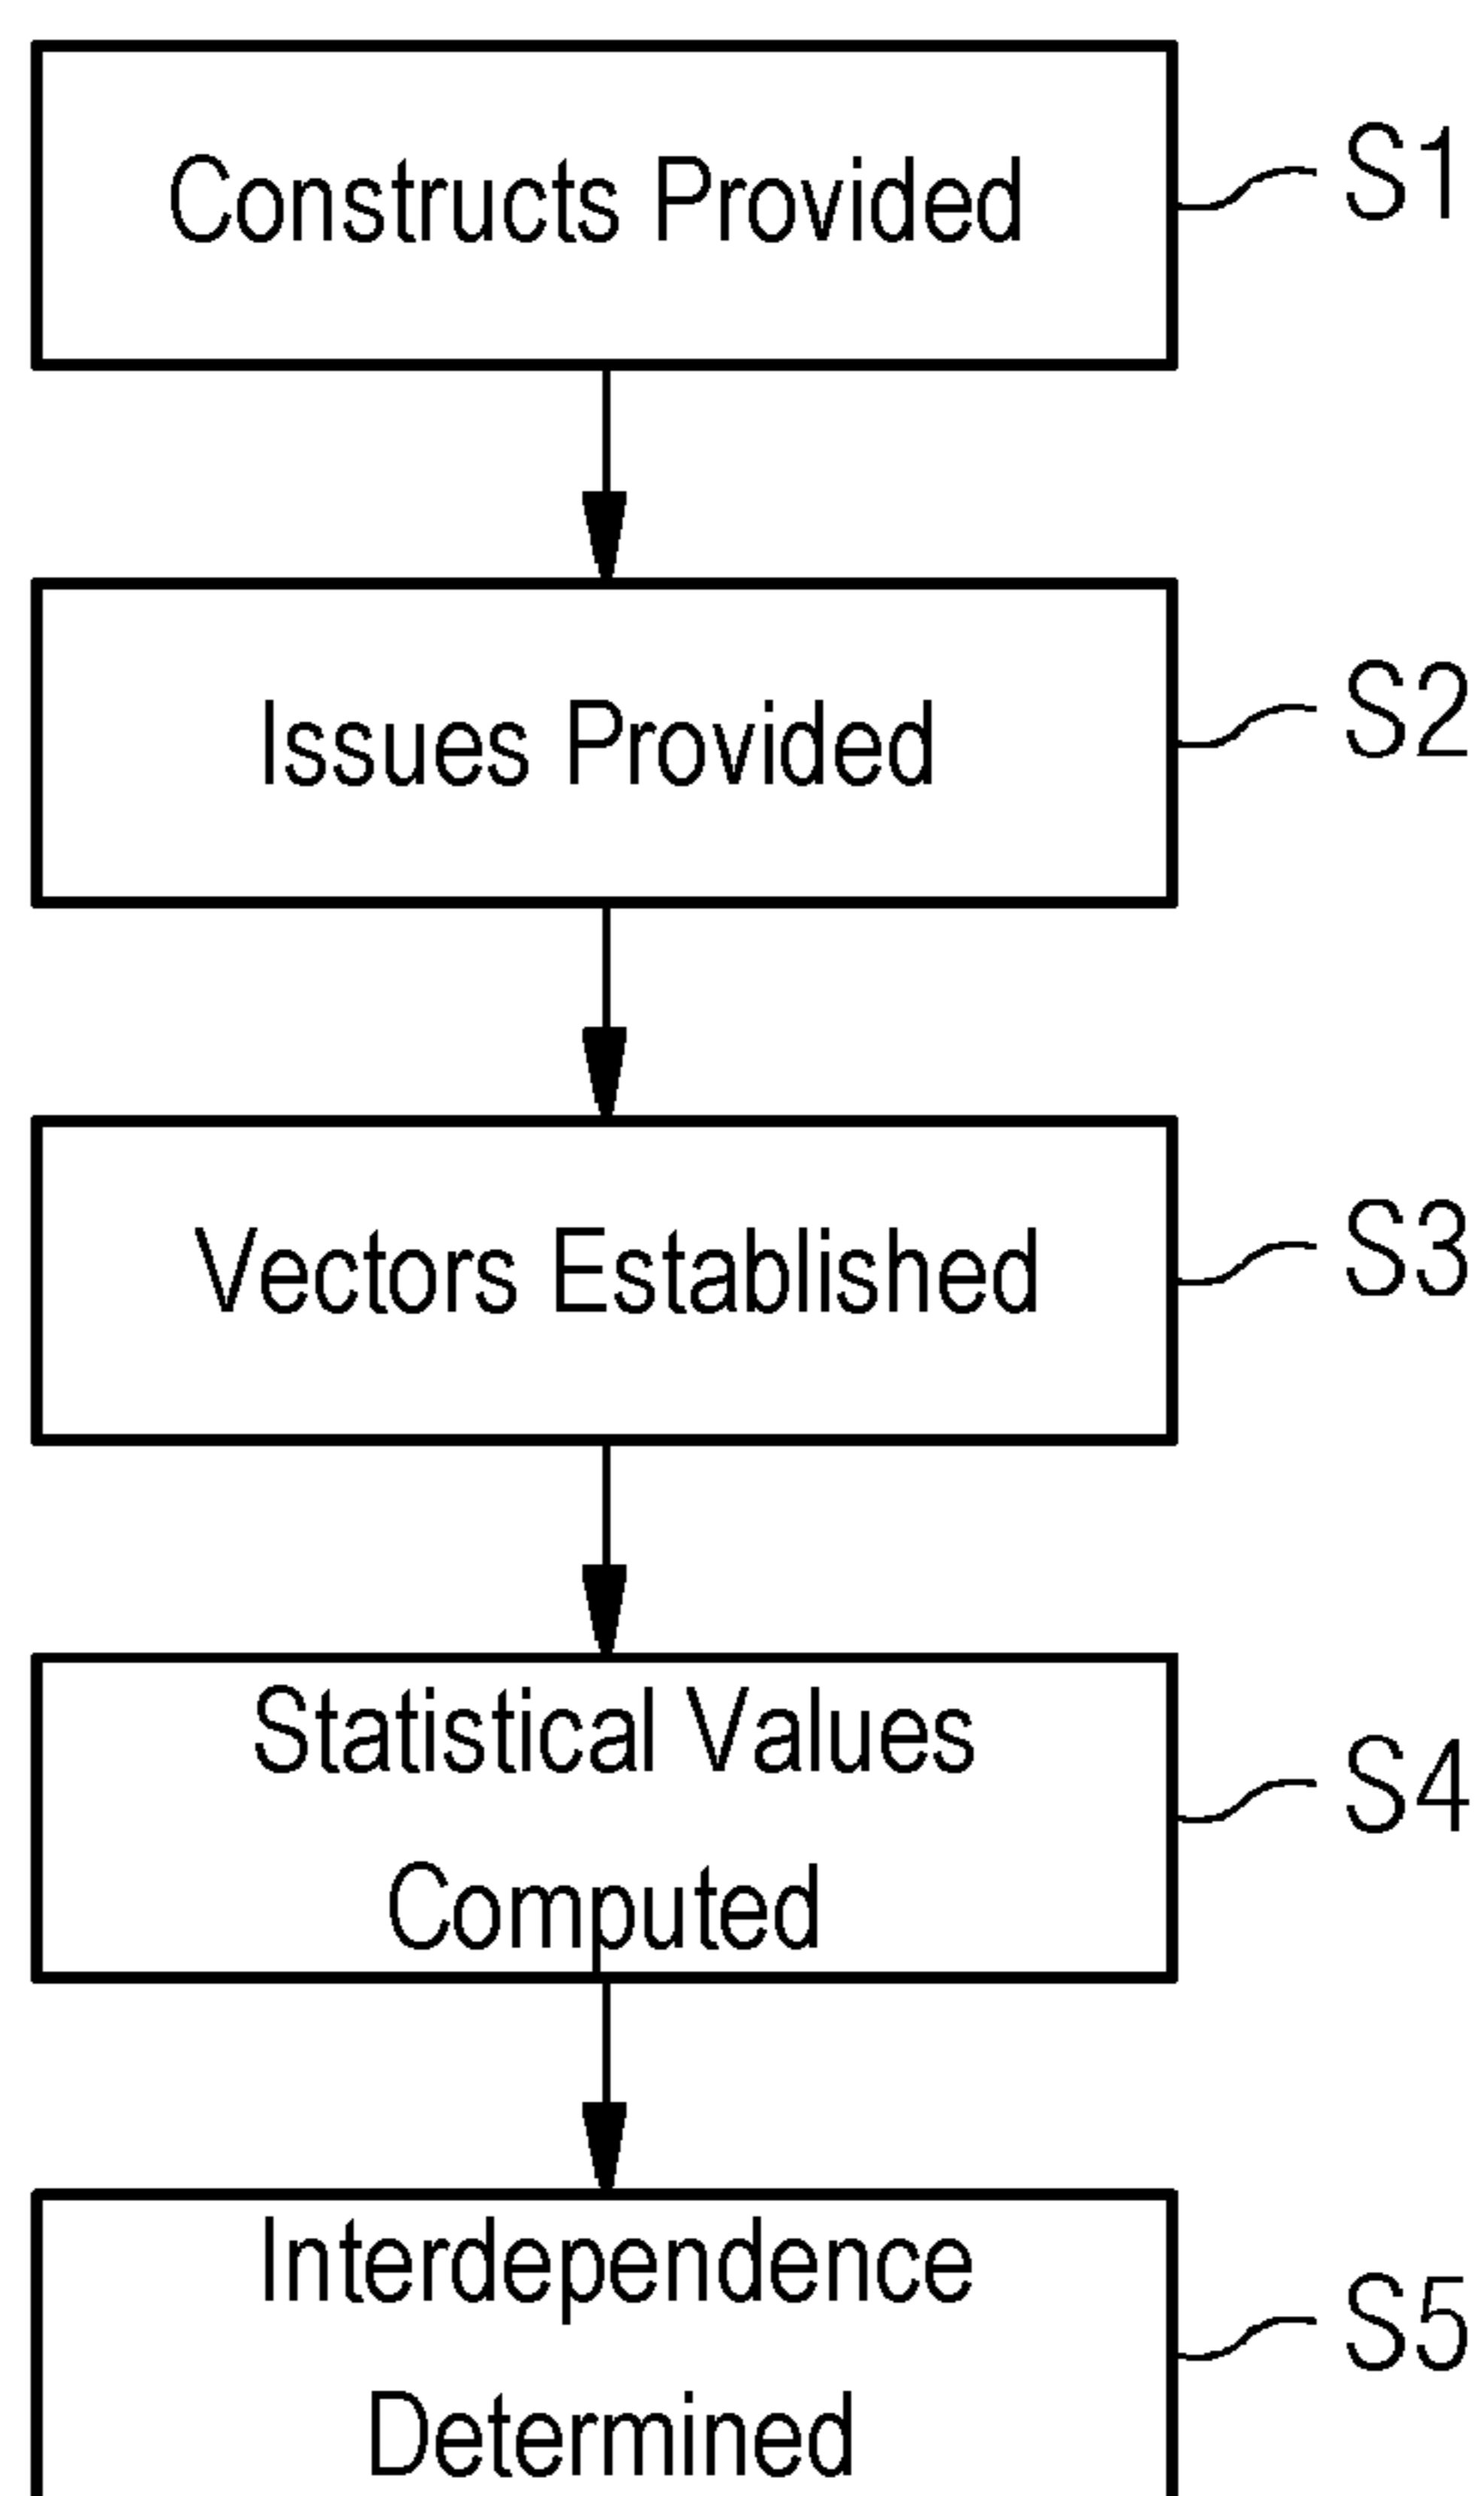 Constructs Provided
S1
Issues Provided
S2
Vectors Established
S3
Statistical Values
Computed
S4
Interdependence
Determined
S5